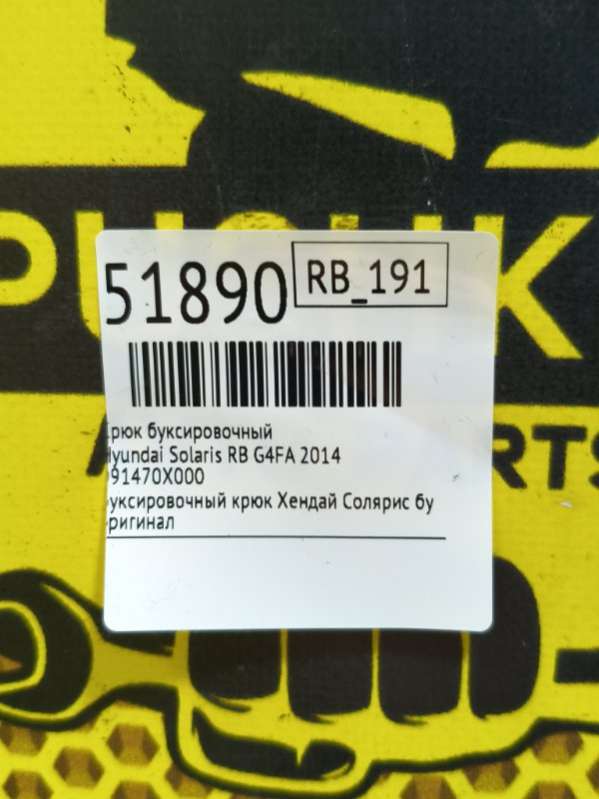 51890
RB_191
рюк буксировочный
yundai Solaris RB G4FA 2014
91470X000
уксировочный крюк Хендай Солярис бу
ригинал